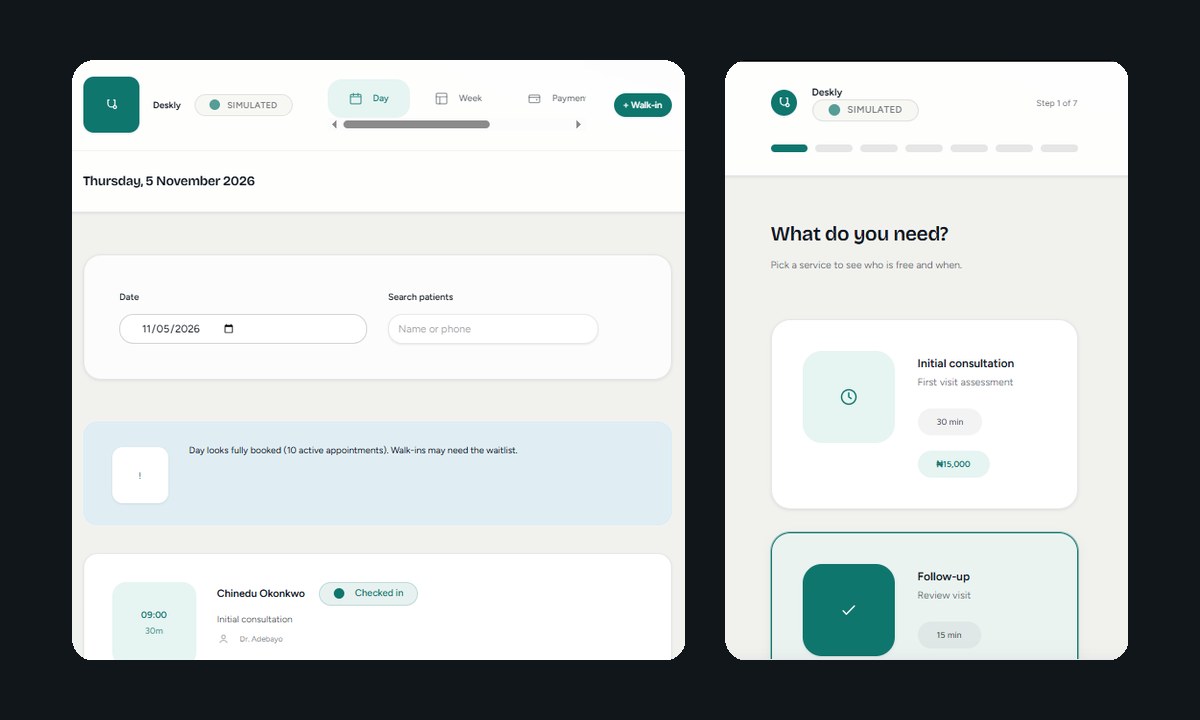 Deskly
SIMULATED
Day
Week
Paymen
+ Walk-in
Thursday, 5 November 2026
Date
Search patients
11/05/2026
Name or phone
!
Day looks fully booked (10 active appointments). Walk-ins may need the waitlist.
09:00
30m
Chinedu Okonkwo
Checked in
Initial consultation
Dr. Adebayo
Deskly
SIMULATED
Step 1 of 7
What do you need?
Pick a service to see who is free and when.
Initial consultation
First visit assessment
30 min
₦15,000
Follow-up
Review visit
15 min